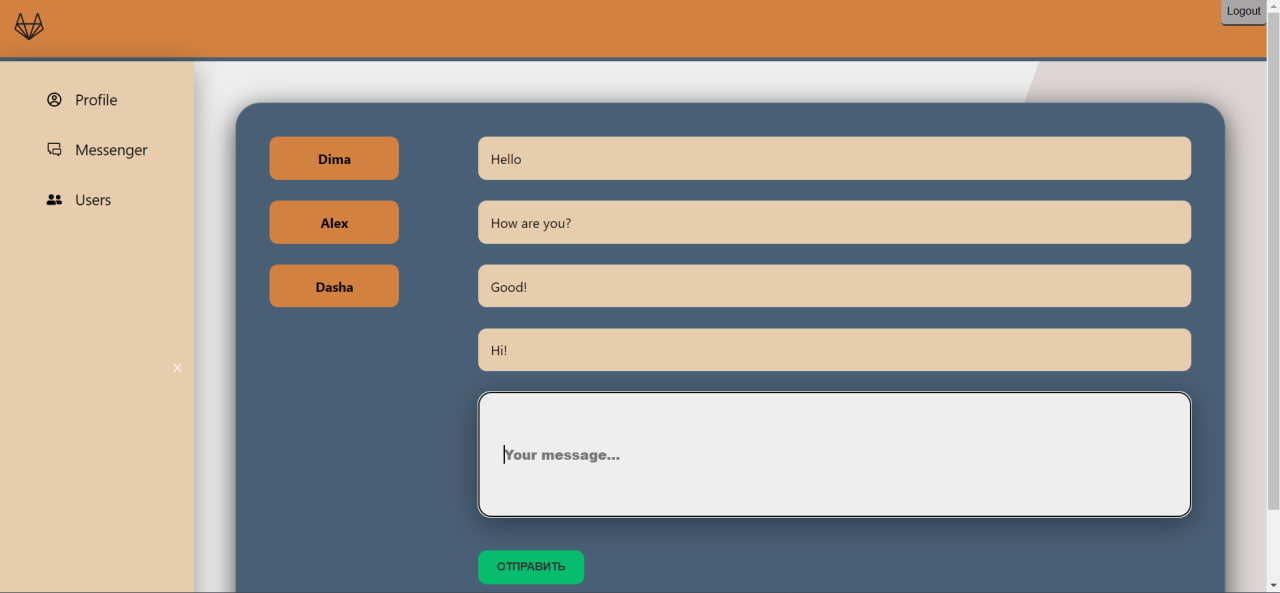 Logout
Profile
Messenger
Users
Dima
Alex
Dasha
Hello
How are you?
Good!
Hi!
X
Your message...
ОТПРАВИТЬ